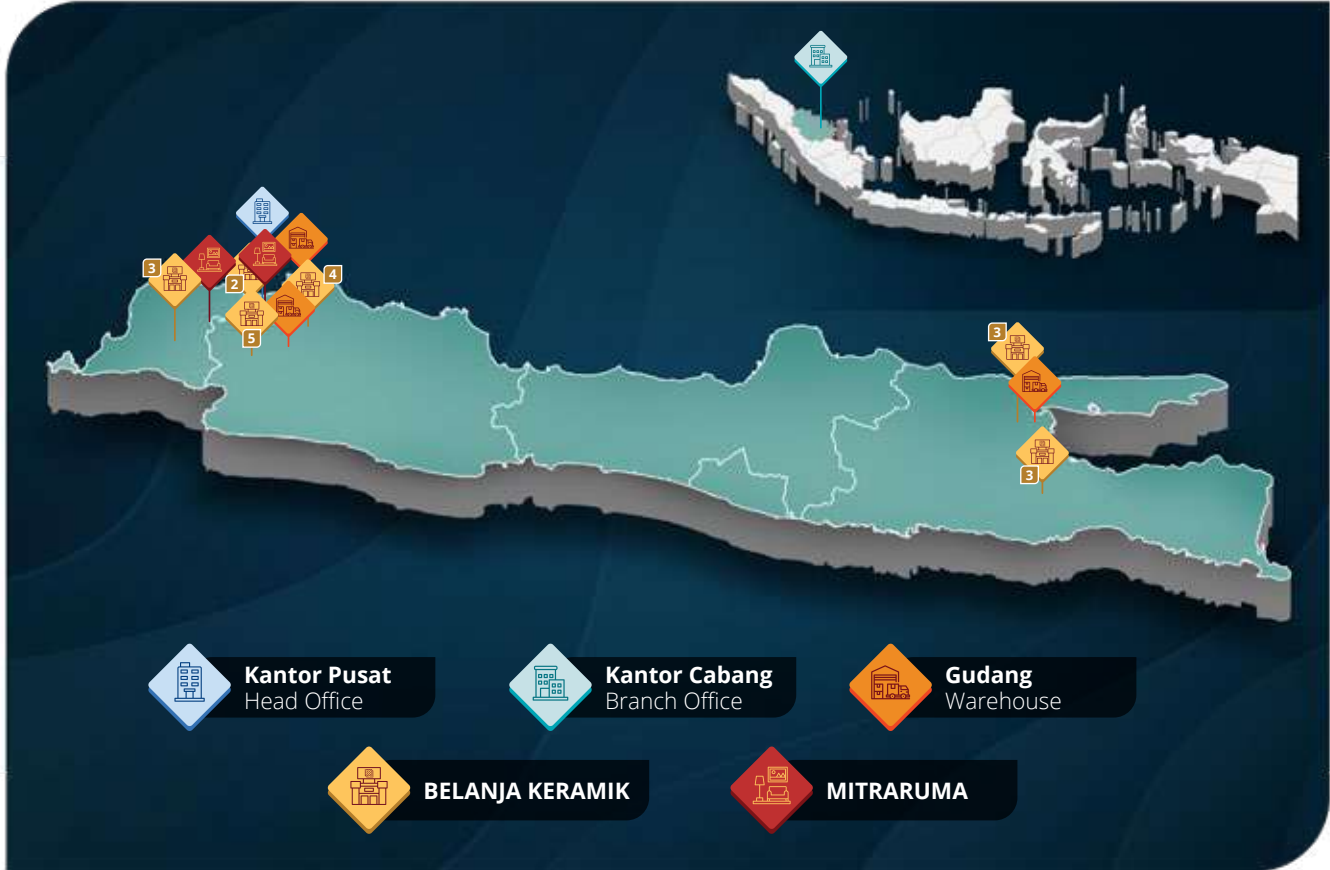 3
2
4
5
3
3
Kantor Pusat
Head Office
Kantor Cabang
Branch Office
Gudang
Warehouse
BELANJA KERAMIK
MITRARUMA